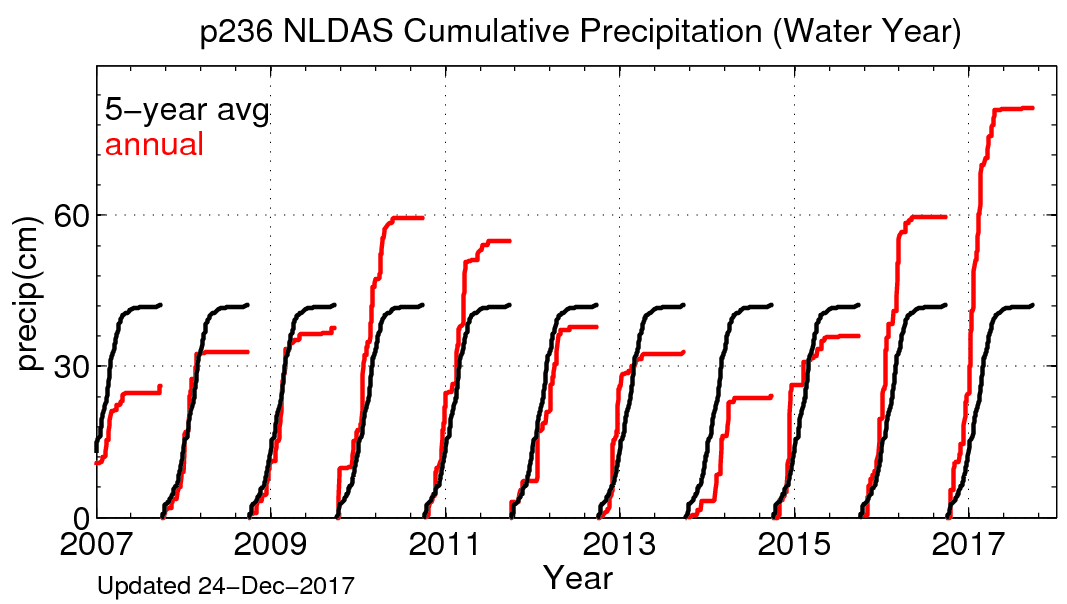 p236 NLDAS Cumulative Precipitation (Water Year)
5−year avg
annual
60
30
0
precip(cm)
2007 2009 2011 2013 2015 2017
Year
Updated 24−Dec−2017